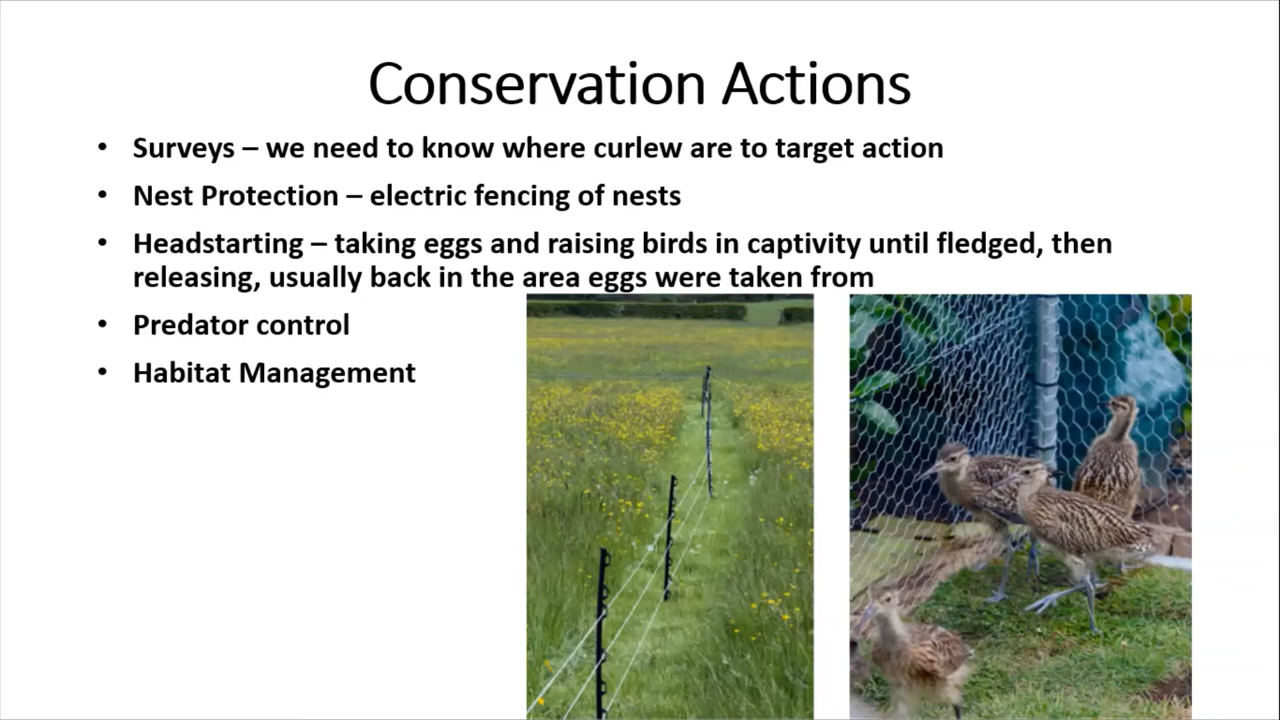 Conservation Actions
• Surveys – we need to know where curlew are to target action
• Nest Protection – electric fencing of nests
• Headstarting – taking eggs and raising birds in captivity until fledged, then
releasing, usually back in the area eggs were taken from
• Predator control
• Habitat Management